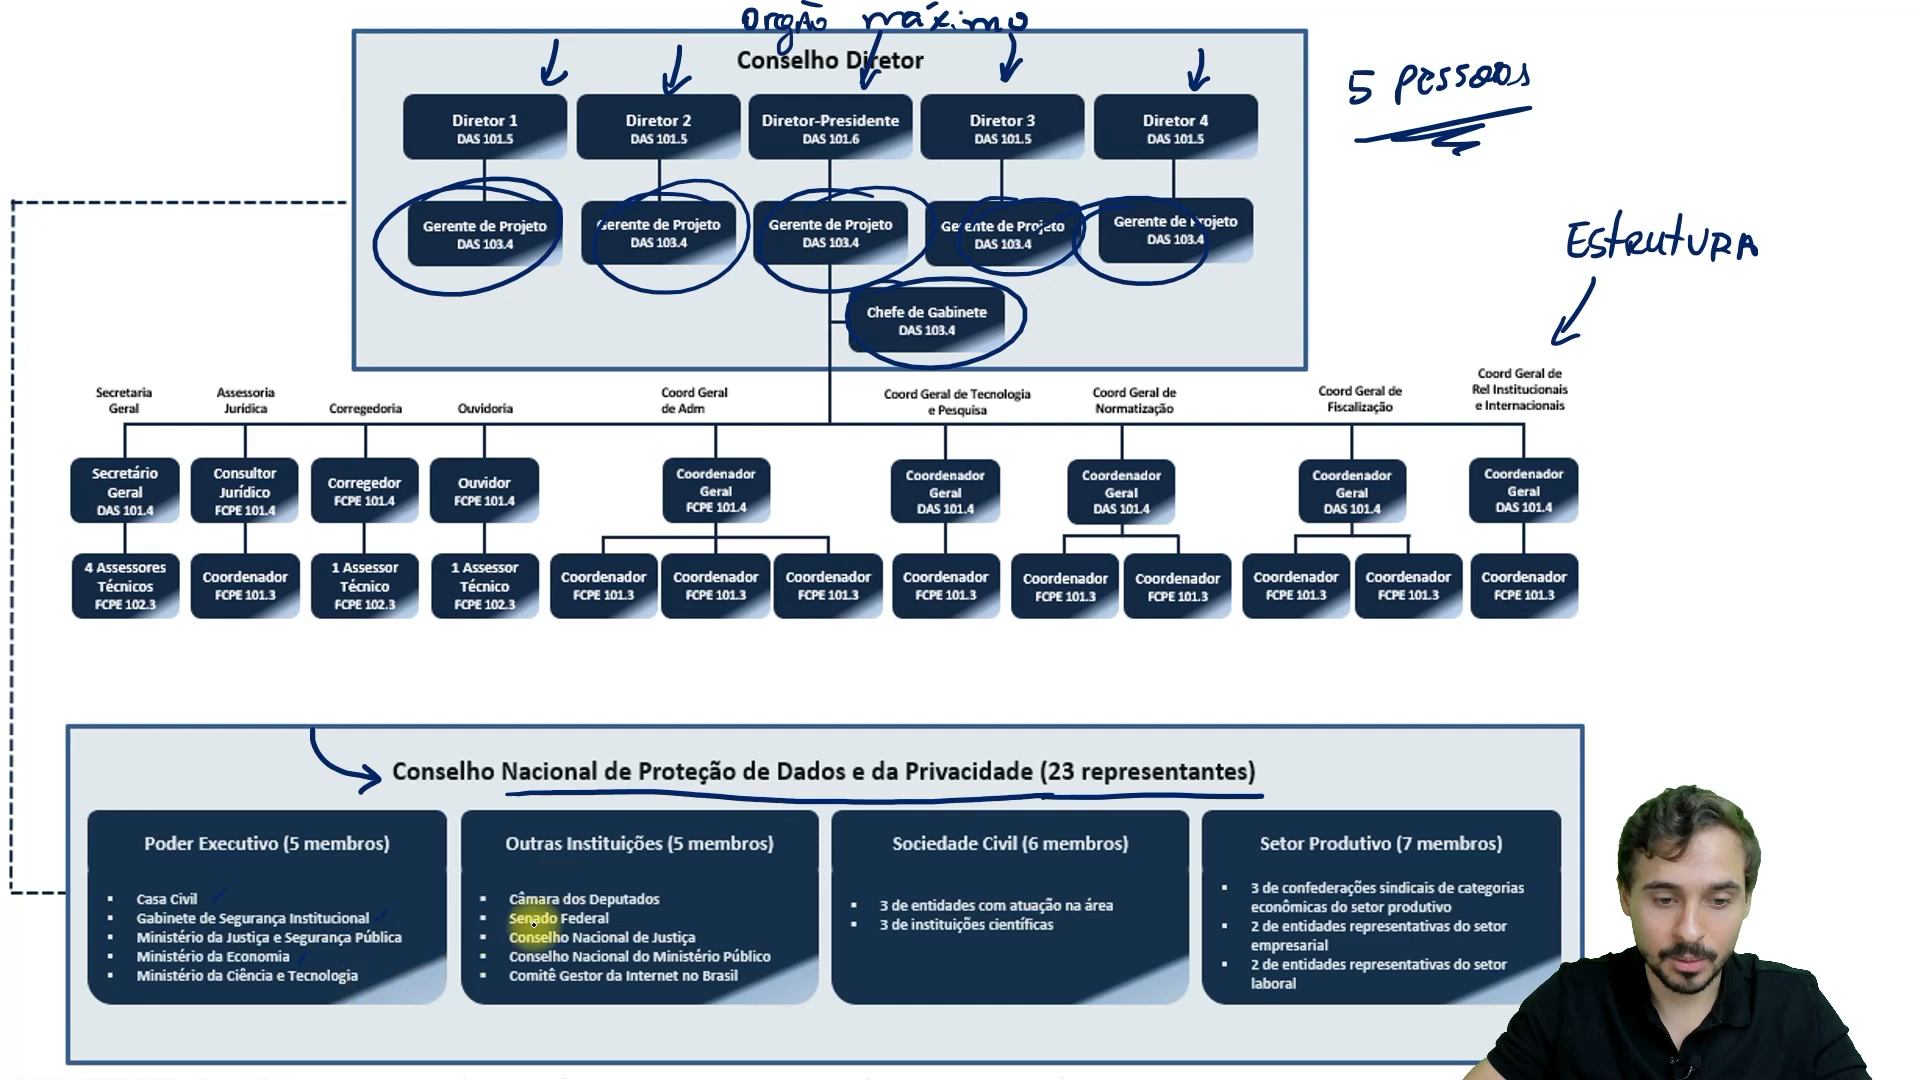 orgão máximo
Conselho Diretor
5 PESSOAS
Diretor 1
DAS 101.5
Diretor 2
DAS 101.5
Diretor-Presidente
DAS 101.6
Diretor 3
DAS 101.5
Diretor 4
DAS 101.5
Gerente de Projeto
DAS 103.4
Gerente de Projeto
DAS 103.4
Gerente de Projeto
DAS 103.4
Gerente de Projeto
DAS 103.4
Gerente de Projeto
DAS 103.4
EstRutuRA
Chefe de Gabinete
DAS 103.4
Secretaria
Geral
Assessoria
Jurídica
Corregedoria
Ouvidoria
Coord Geral
de Adm
Coord Geral de Tecnologia
e Pesquisa
Coord Geral de
Normatização
Coord Geral de
Fiscalização
Coord Geral de
Rel Institucionais
e Internacionais
Secretário
Geral
DAS 101.4
Consultor
Jurídico
FCPE 101.4
Corregedor
FCPE 101.4
Ouvidor
FCPE 101.4
Coordenador
Geral
FCPE 101.4
Coordenador
Geral
DAS 101.4
Coordenador
Geral
DAS 101.4
Coordenador
Geral
DAS 101.4
Coordenador
Geral
DAS 101.4
4 Assessores
Técnicos
FCPE 102.3
Coordenador
FCPE 101.3
1 Assessor
Técnico
FCPE 102.3
1 Assessor
Técnico
FCPE 102.3
Coordenador
FCPE 101.3
Coordenador
FCPE 101.3
Coordenador
FCPE 101.3
Coordenador
FCPE 101.3
Coordenador
FCPE 101.3
Coordenador
FCPE 101.3
Coordenador
FCPE 101.3
Coordenador
FCPE 101.3
Coordenador
FCPE 101.3
Conselho Nacional de Proteção de Dados e da Privacidade (23 representantes)
Poder Executivo (5 membros)
▪ Casa Civil
▪ Gabinete de Segurança Institucional
▪ Ministério da Justiça e Segurança Pública
▪ Ministério da Economia
▪ Ministério da Ciência e Tecnologia
Outras Instituições (5 membros)
▪ Câmara dos Deputados
▪ Senado Federal
▪ Conselho Nacional de Justiça
▪ Conselho Nacional do Ministério Público
▪ Comitê Gestor da Internet no Brasil
Sociedade Civil (6 membros)
▪ 3 de entidades com atuação na área
▪ 3 de instituições científicas
Setor Produtivo (7 membros)
▪ 3 de confederações sindicais de categorias
econômicas do setor produtivo
▪ 2 de entidades representativas do setor
empresarial
▪ 2 de entidades representativas do setor
laboral